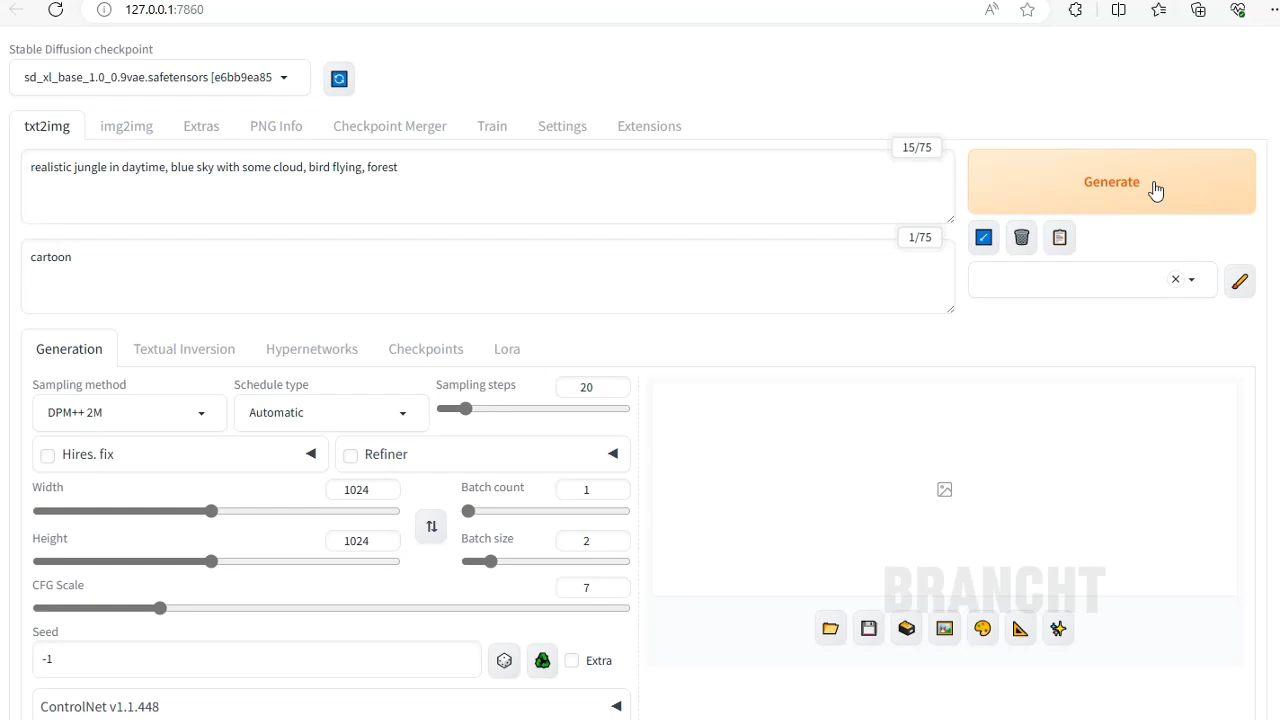 127.0.0.1:7860
Stable Diffusion checkpoint
sd_xl_base_1.0_0.9vae.safetensors [e6bb9ea85
txt2img img2img Extras PNG Info Checkpoint Merger Train Settings Extensions
15/75
realistic jungle in daytime, blue sky with some cloud, bird flying, forest
Generate
1/75
cartoon
Generation Textual Inversion Hypernetworks Checkpoints Lora
Sampling method Schedule type Sampling steps 20
DPM++ 2M Automatic
Hires. fix Refiner
Width 1024 Batch count 1
Height 1024 Batch size 2
CFG Scale 7
BRANCHT
Seed
-1 Extra
ControlNet v1.1.448